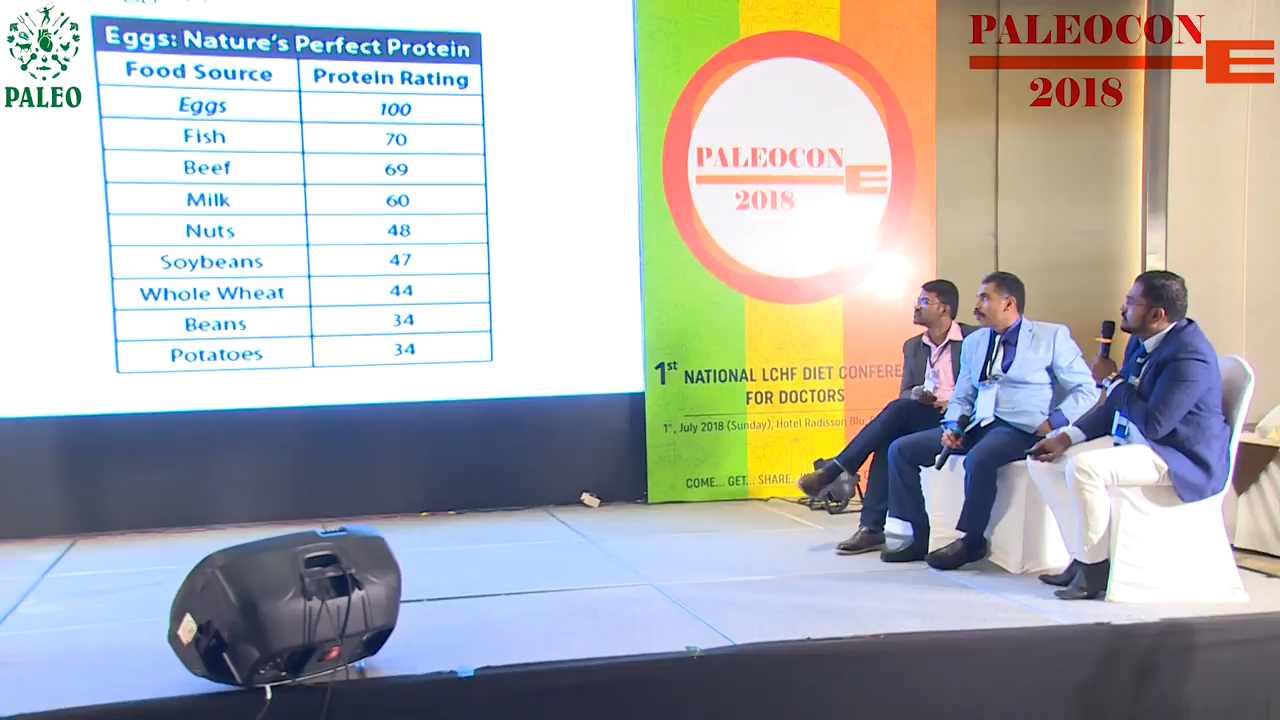 PALEO
Eggs: Nature's Perfect Protein
Food Source Protein Rating
Eggs 100
Fish 70
Beef 69
Milk 60
Nuts 48
Soybeans 47
Whole Wheat 44
Beans 34
Potatoes 34
PALEOCON
E
2018
1st NATIONAL LCHF DIET CONFERE
FOR DOCTORS
1st, July 2018 (Sunday), Hotel Radisson Blu,
COME... GET... SHARE.
PALEOCON
E
2018